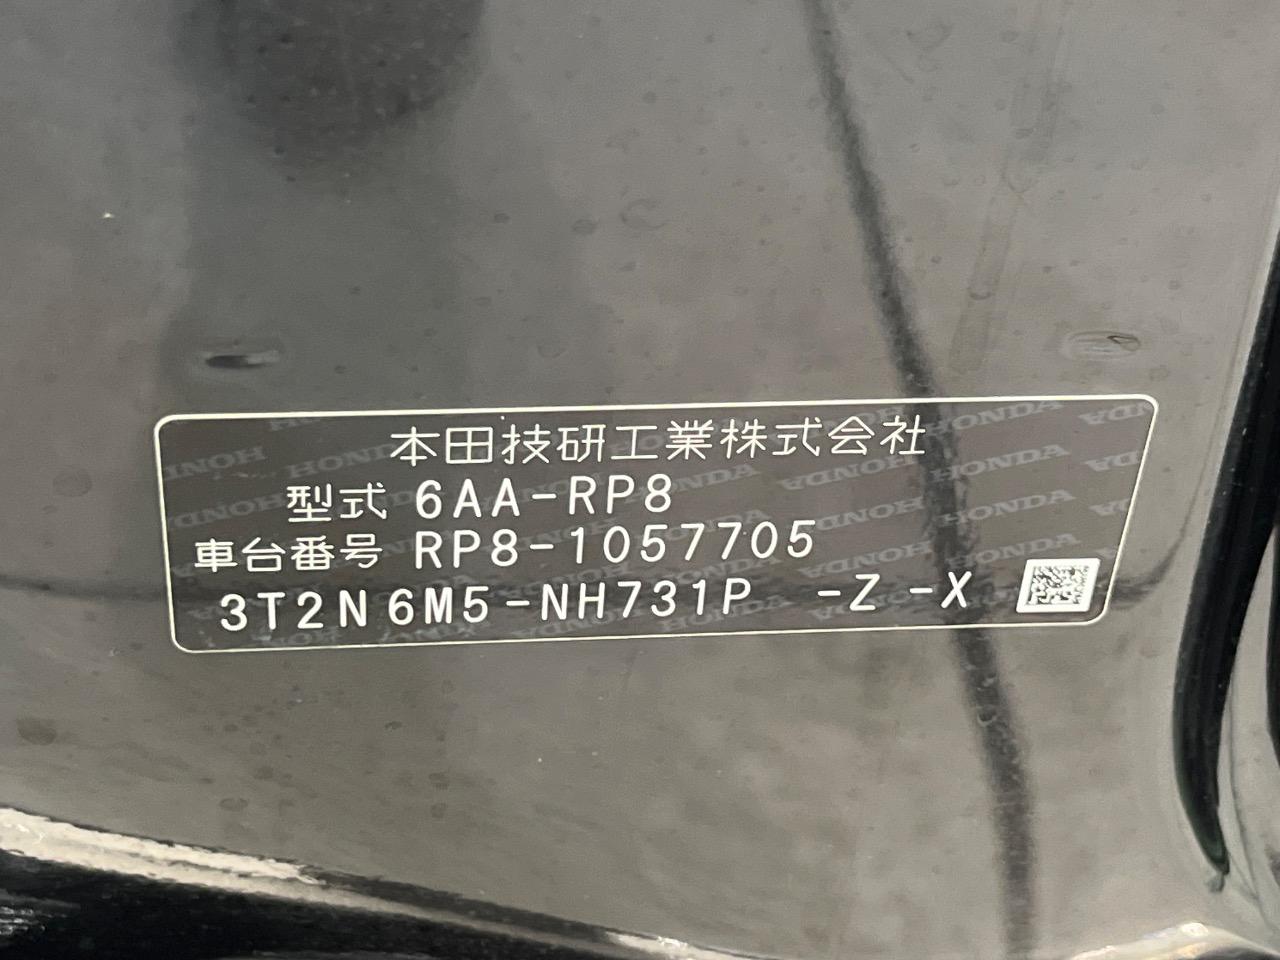 本田技研工業株式会社
型式 6AA-RP8
車台番号 RP8-1057705
3T2N6M5-NH731P -Z -X